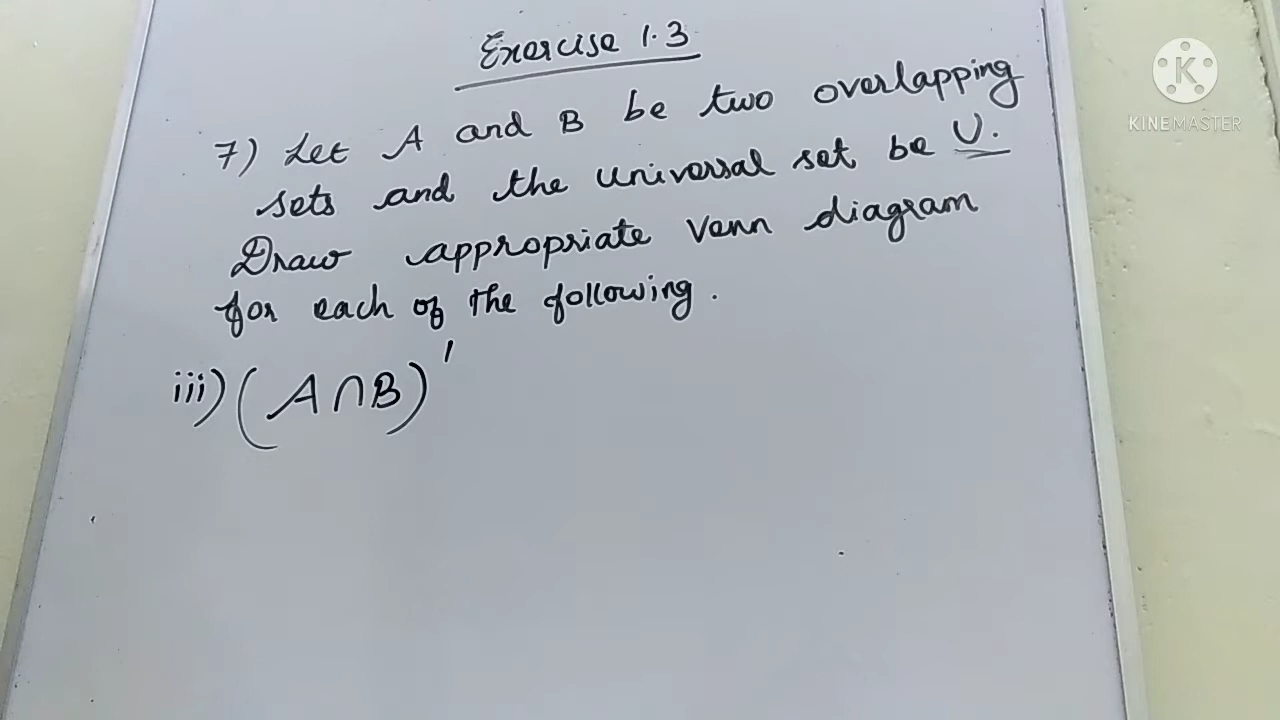 Exercise 1.3
7) Let A and B be two overlapping
sets and the universal set be U.
Draw appropriate Venn diagram
for each of the following.
iii) (A∩B)'
K
KINEMASTER